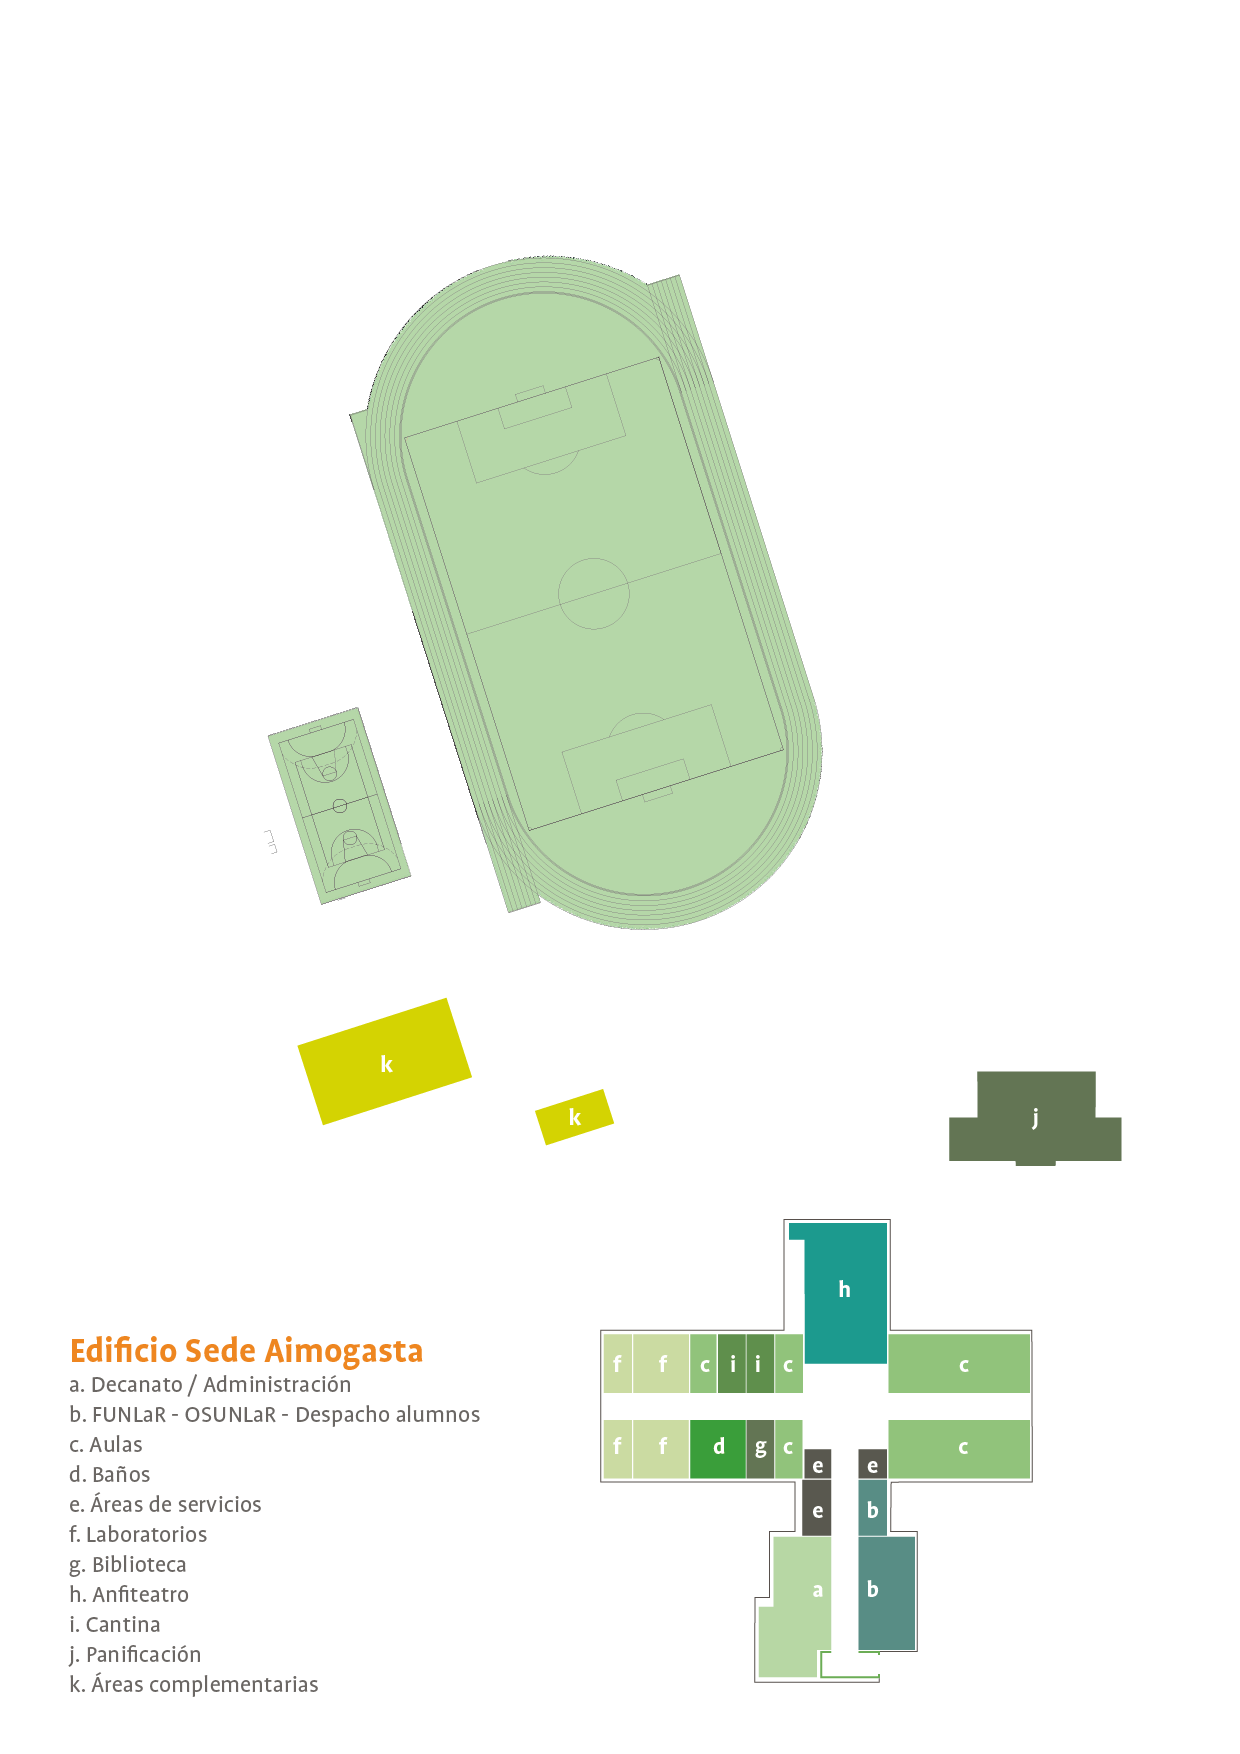 k
k
j
h
f f c i i c c
f f d g c c
e e
e b
a b
Edificio Sede Aimogasta
a. Decanato / Administración
b. FUNLaR - OSUNLaR - Despacho alumnos
c. Aulas
d. Baños
e. Áreas de servicios
f. Laboratorios
g. Biblioteca
h. Anfiteatro
i. Cantina
j. Panificación
k. Áreas complementarias